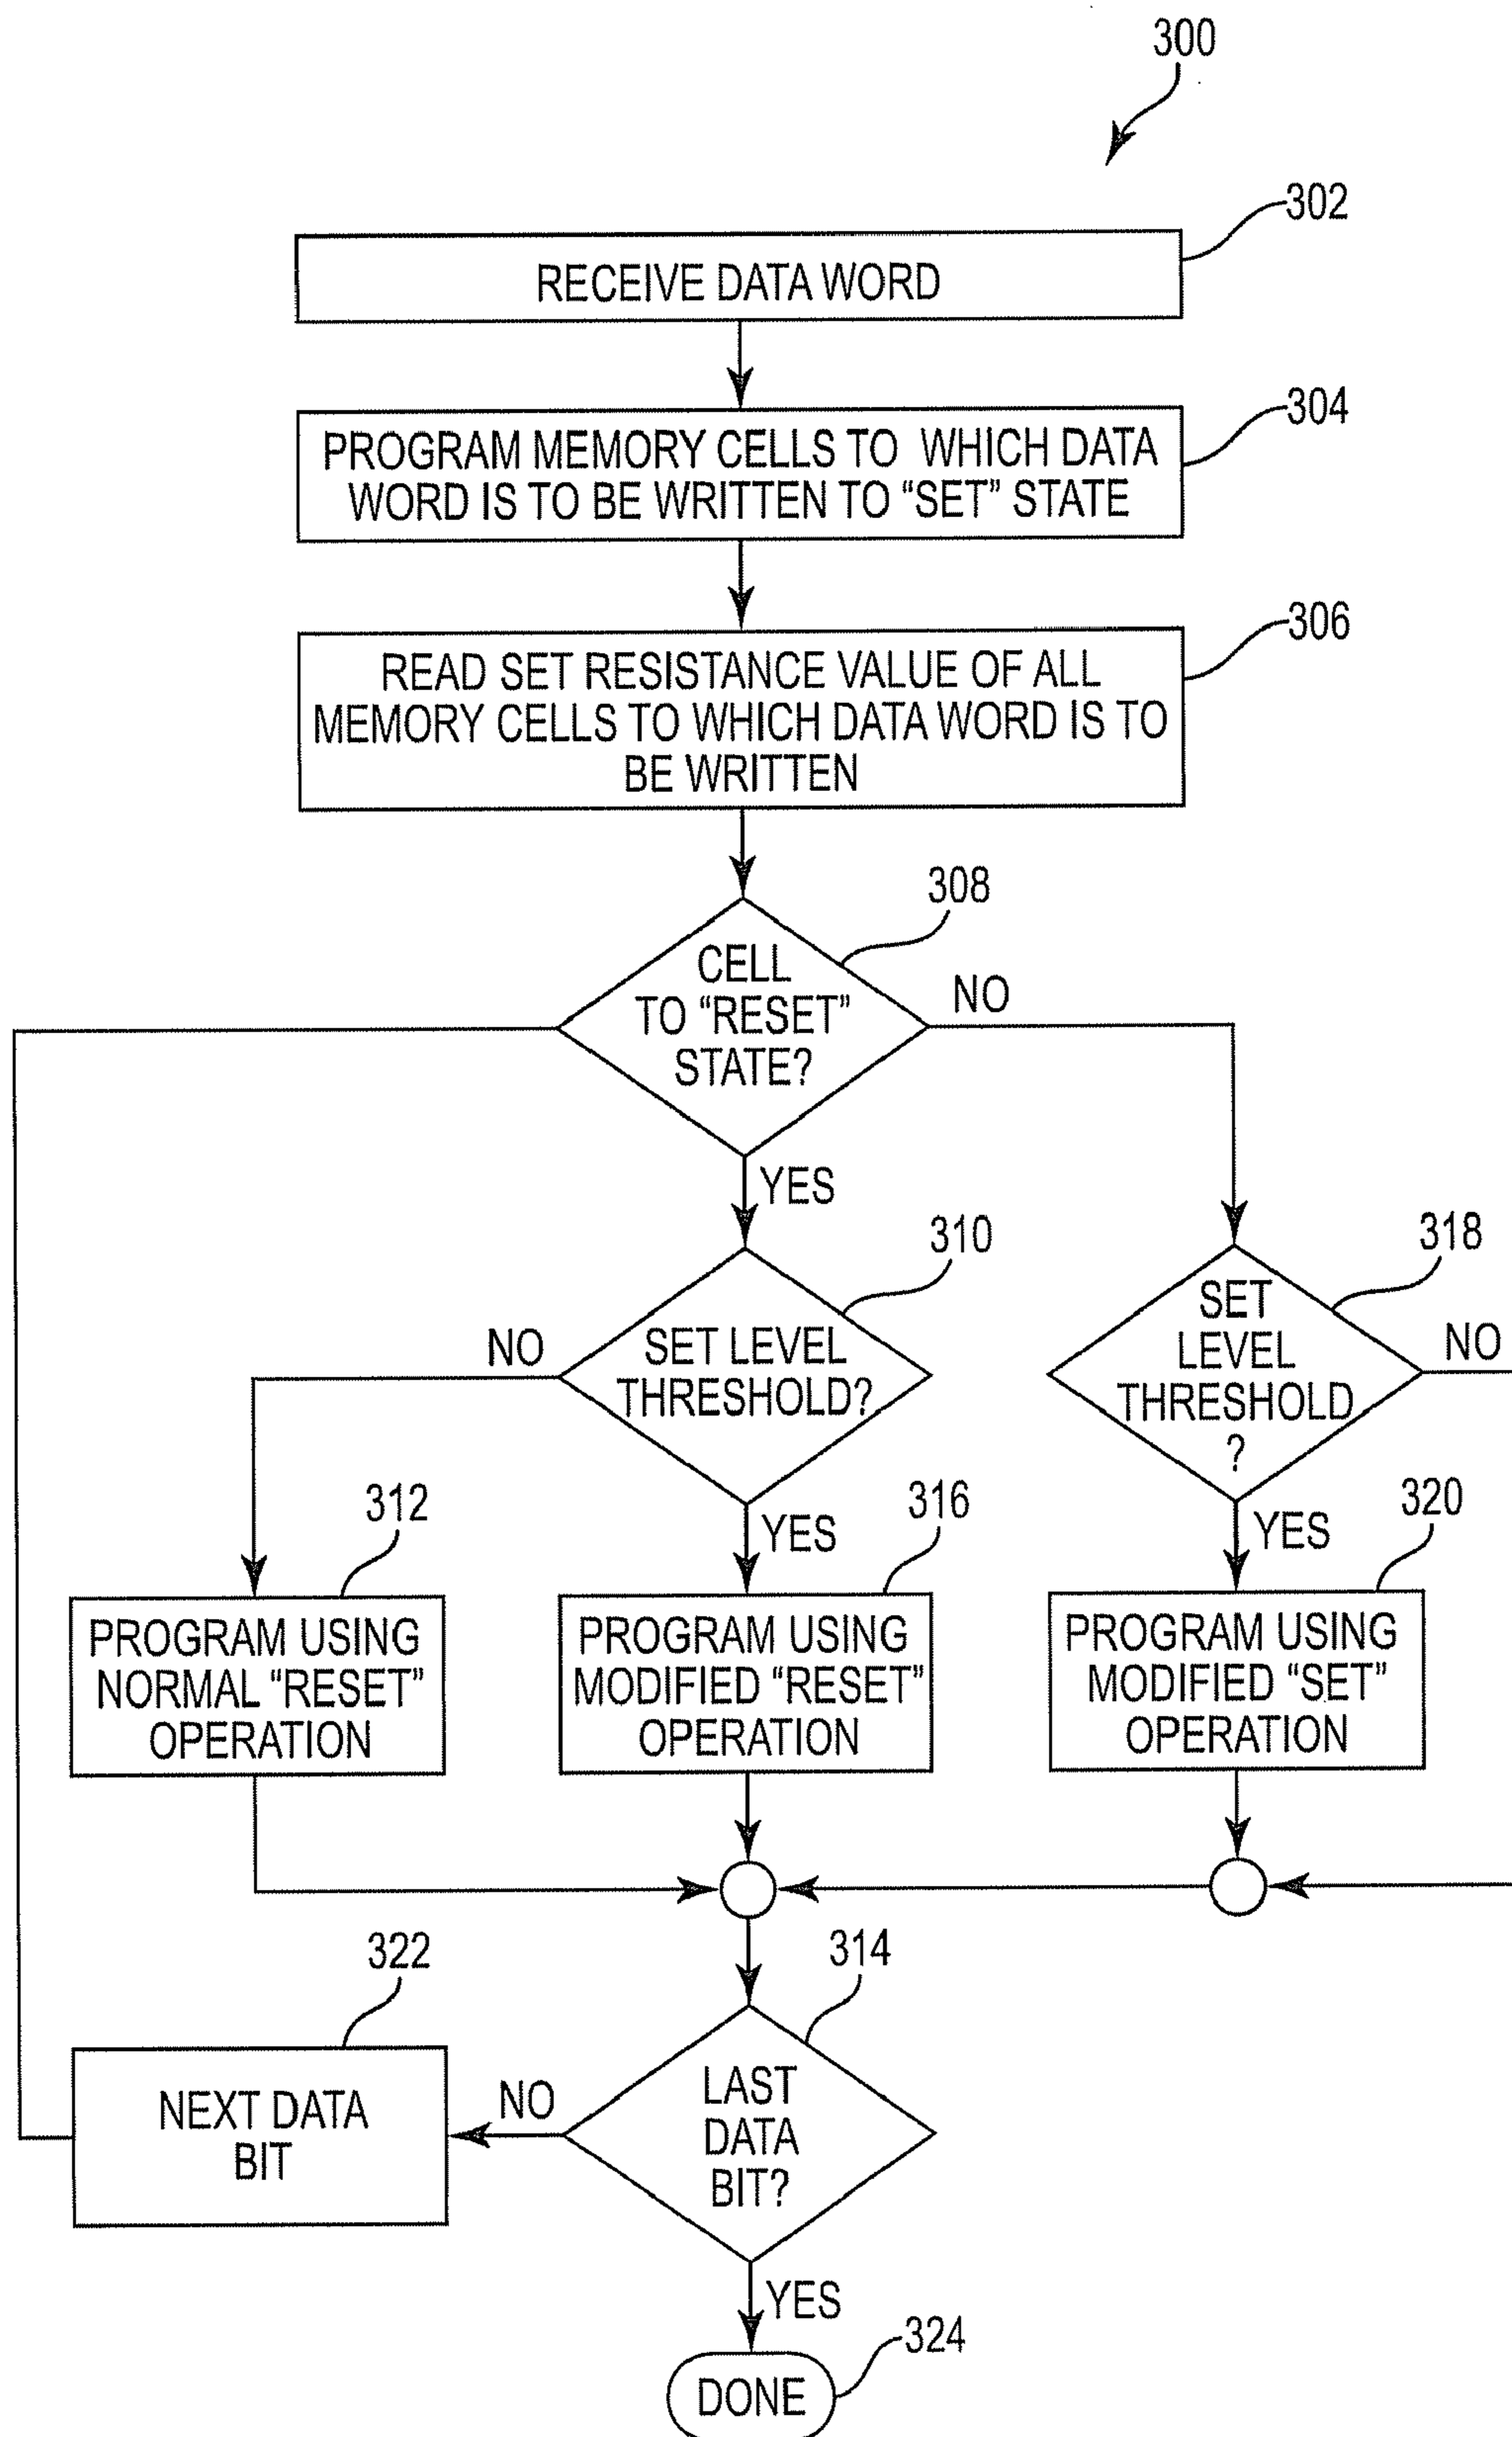 300
302
RECEIVE DATA WORD
304
PROGRAM MEMORY CELLS TO WHICH DATA
WORD IS TO BE WRITTEN TO “SET” STATE
306
READ SET RESISTANCE VALUE OF ALL
MEMORY CELLS TO WHICH DATA WORD IS TO
BE WRITTEN
308
CELL
TO “RESET”
STATE?
NO
YES
310
SET LEVEL
THRESHOLD?
NO
YES
318
SET
LEVEL
THRESHOLD
?
NO
YES
312
PROGRAM USING
NORMAL “RESET”
OPERATION
316
PROGRAM USING
MODIFIED “RESET”
OPERATION
320
PROGRAM USING
MODIFIED “SET”
OPERATION
322
NEXT DATA
BIT
314
LAST
DATA
BIT?
NO
YES
324
DONE